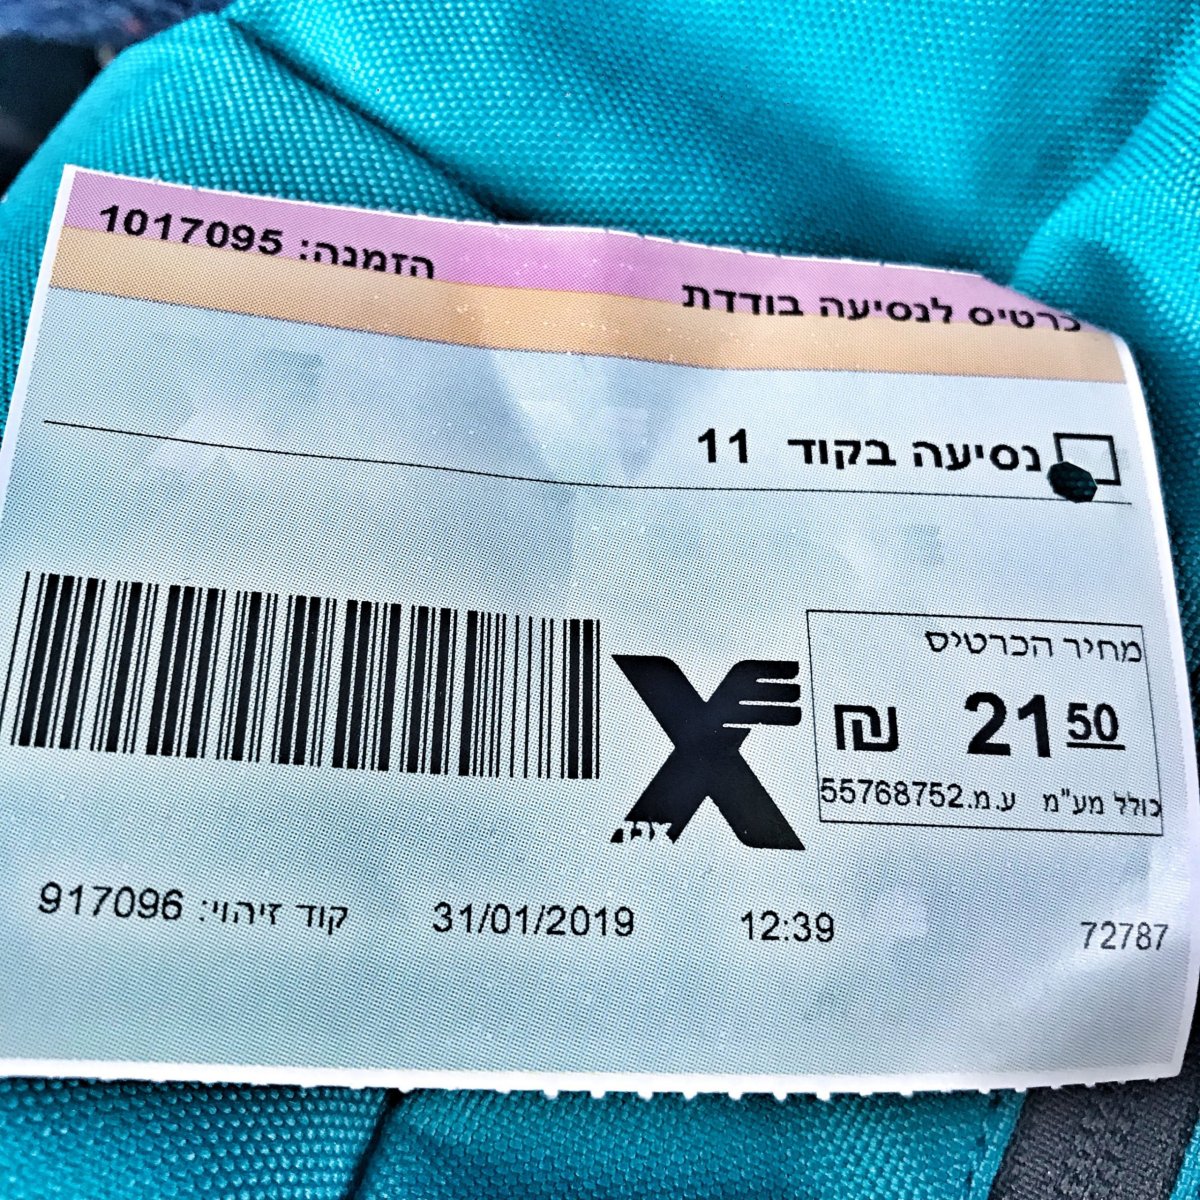 הזמנה: 1017095
כרטיס לנסיעה בודדת
נסיעה בקוד 11
מחיר הכרטיס
₪ 21 50
כולל מע"מ ע.מ.55768752
קוד זיהוי: 917096 31/01/2019 12:39 72787